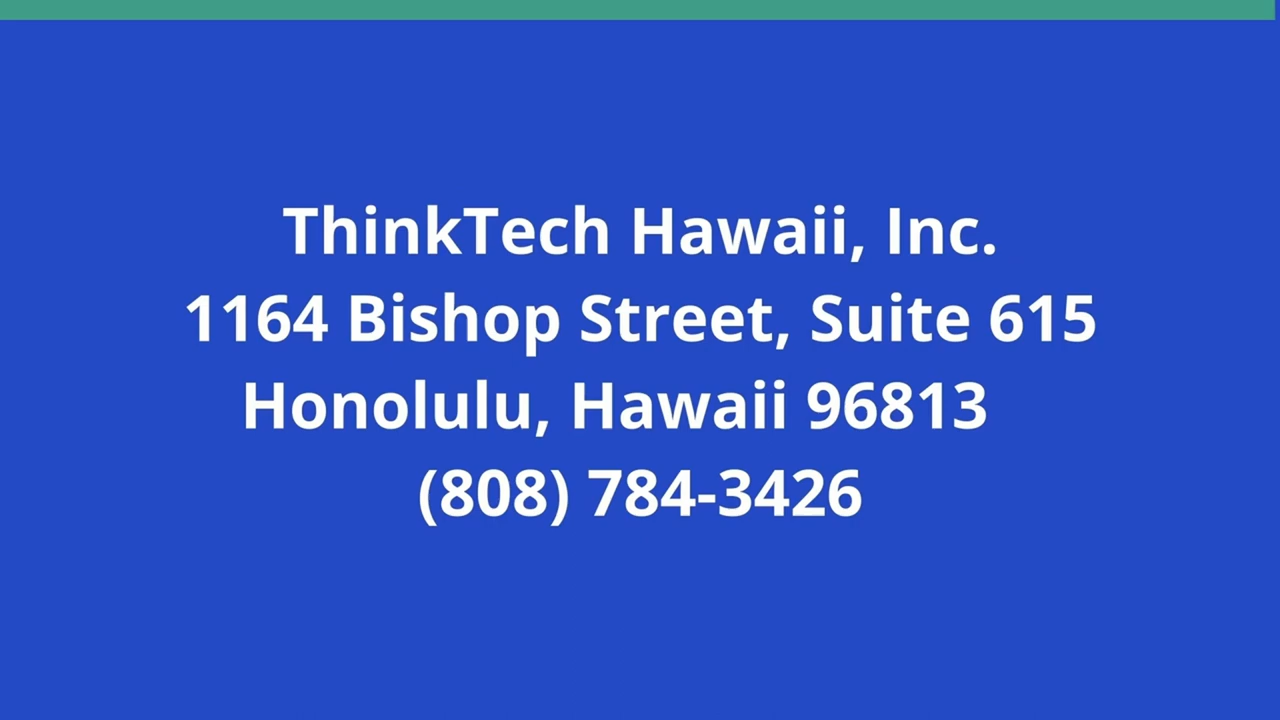 ThinkTech Hawaii, Inc.
1164 Bishop Street, Suite 615
Honolulu, Hawaii 96813
(808) 784-3426